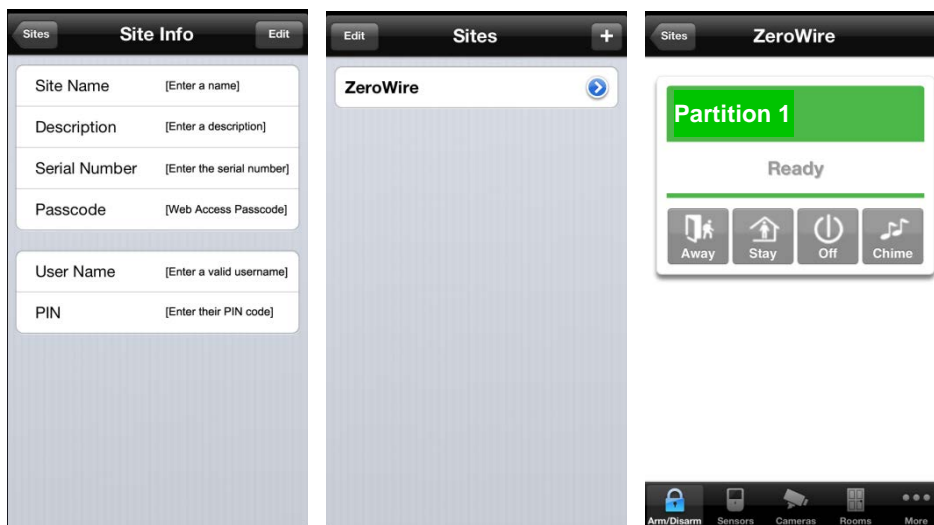 Sites Site Info Edit
Site Name [Enter a name]
Description [Enter a description]
Serial Number [Enter the serial number]
Passcode [Web Access Passcode]
User Name [Enter a valid username]
PIN [Enter their PIN code]
Edit Sites +
ZeroWire
Sites ZeroWire
Partition 1
Ready
Away Stay Off Chime
Arm/Disarm Sensors Cameras Rooms More